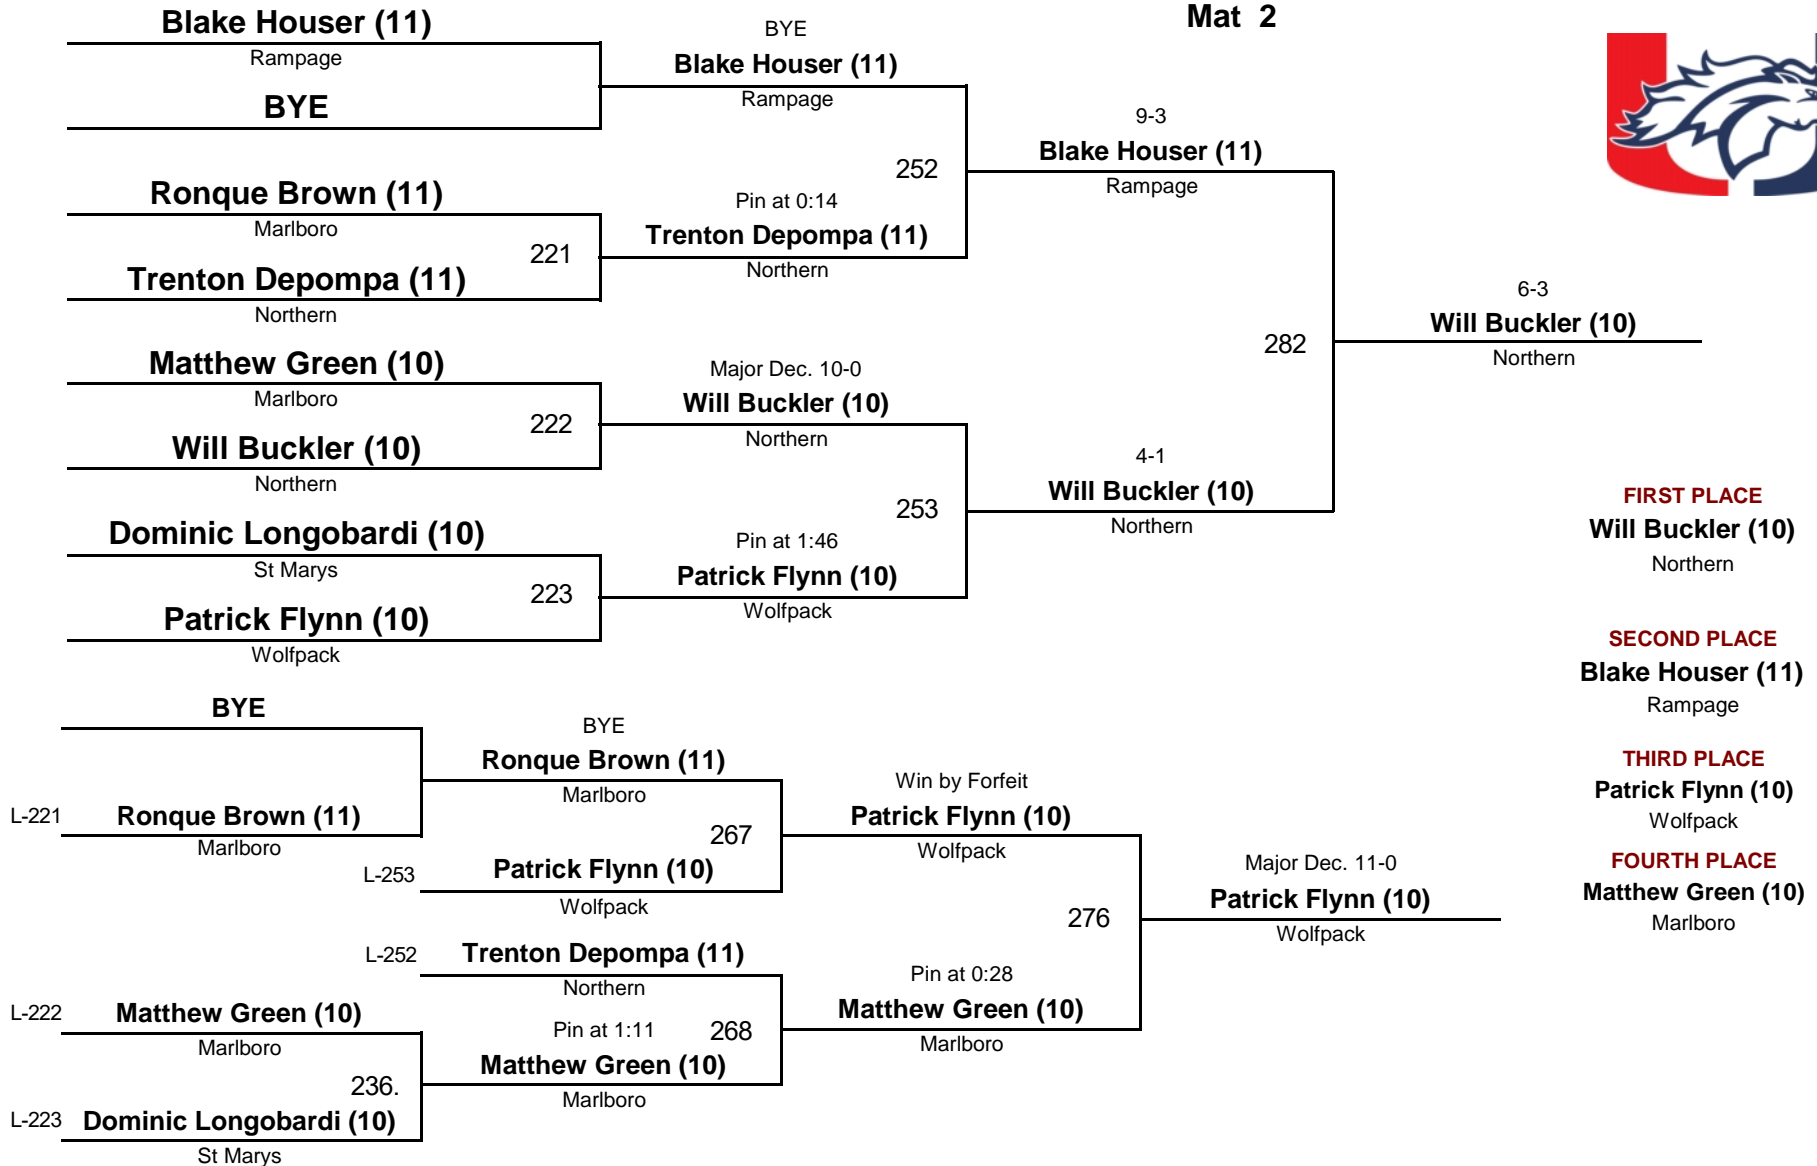 Mat 2
Blake Houser (11)
Rampage
BYE
Ronque Brown (11)
Marlboro
221
Trenton Depompa (11)
Northern
Matthew Green (10)
Marlboro
222
Will Buckler (10)
Northern
Dominic Longobardi (10)
St Marys
223
Patrick Flynn (10)
Wolfpack
BYE
Blake Houser (11)
Rampage
252
Pin at 0:14
Trenton Depompa (11)
Northern
Major Dec. 10-0
Will Buckler (10)
Northern
253
Pin at 1:46
Patrick Flynn (10)
Wolfpack
9-3
Blake Houser (11)
Rampage
282
4-1
Will Buckler (10)
Northern
6-3
Will Buckler (10)
Northern
BYE
L-221
Ronque Brown (11)
Marlboro
L-222
Matthew Green (10)
Marlboro
236.
L-223
Dominic Longobardi (10)
St Marys
BYE
Ronque Brown (11)
Marlboro
267
L-253
Patrick Flynn (10)
Wolfpack
L-252
Trenton Depompa (11)
Northern
Pin at 1:11
268
Matthew Green (10)
Marlboro
Win by Forfeit
Patrick Flynn (10)
Wolfpack
276
Pin at 0:28
Matthew Green (10)
Marlboro
Major Dec. 11-0
Patrick Flynn (10)
Wolfpack
FIRST PLACE
Will Buckler (10)
Northern
SECOND PLACE
Blake Houser (11)
Rampage
THIRD PLACE
Patrick Flynn (10)
Wolfpack
FOURTH PLACE
Matthew Green (10)
Marlboro